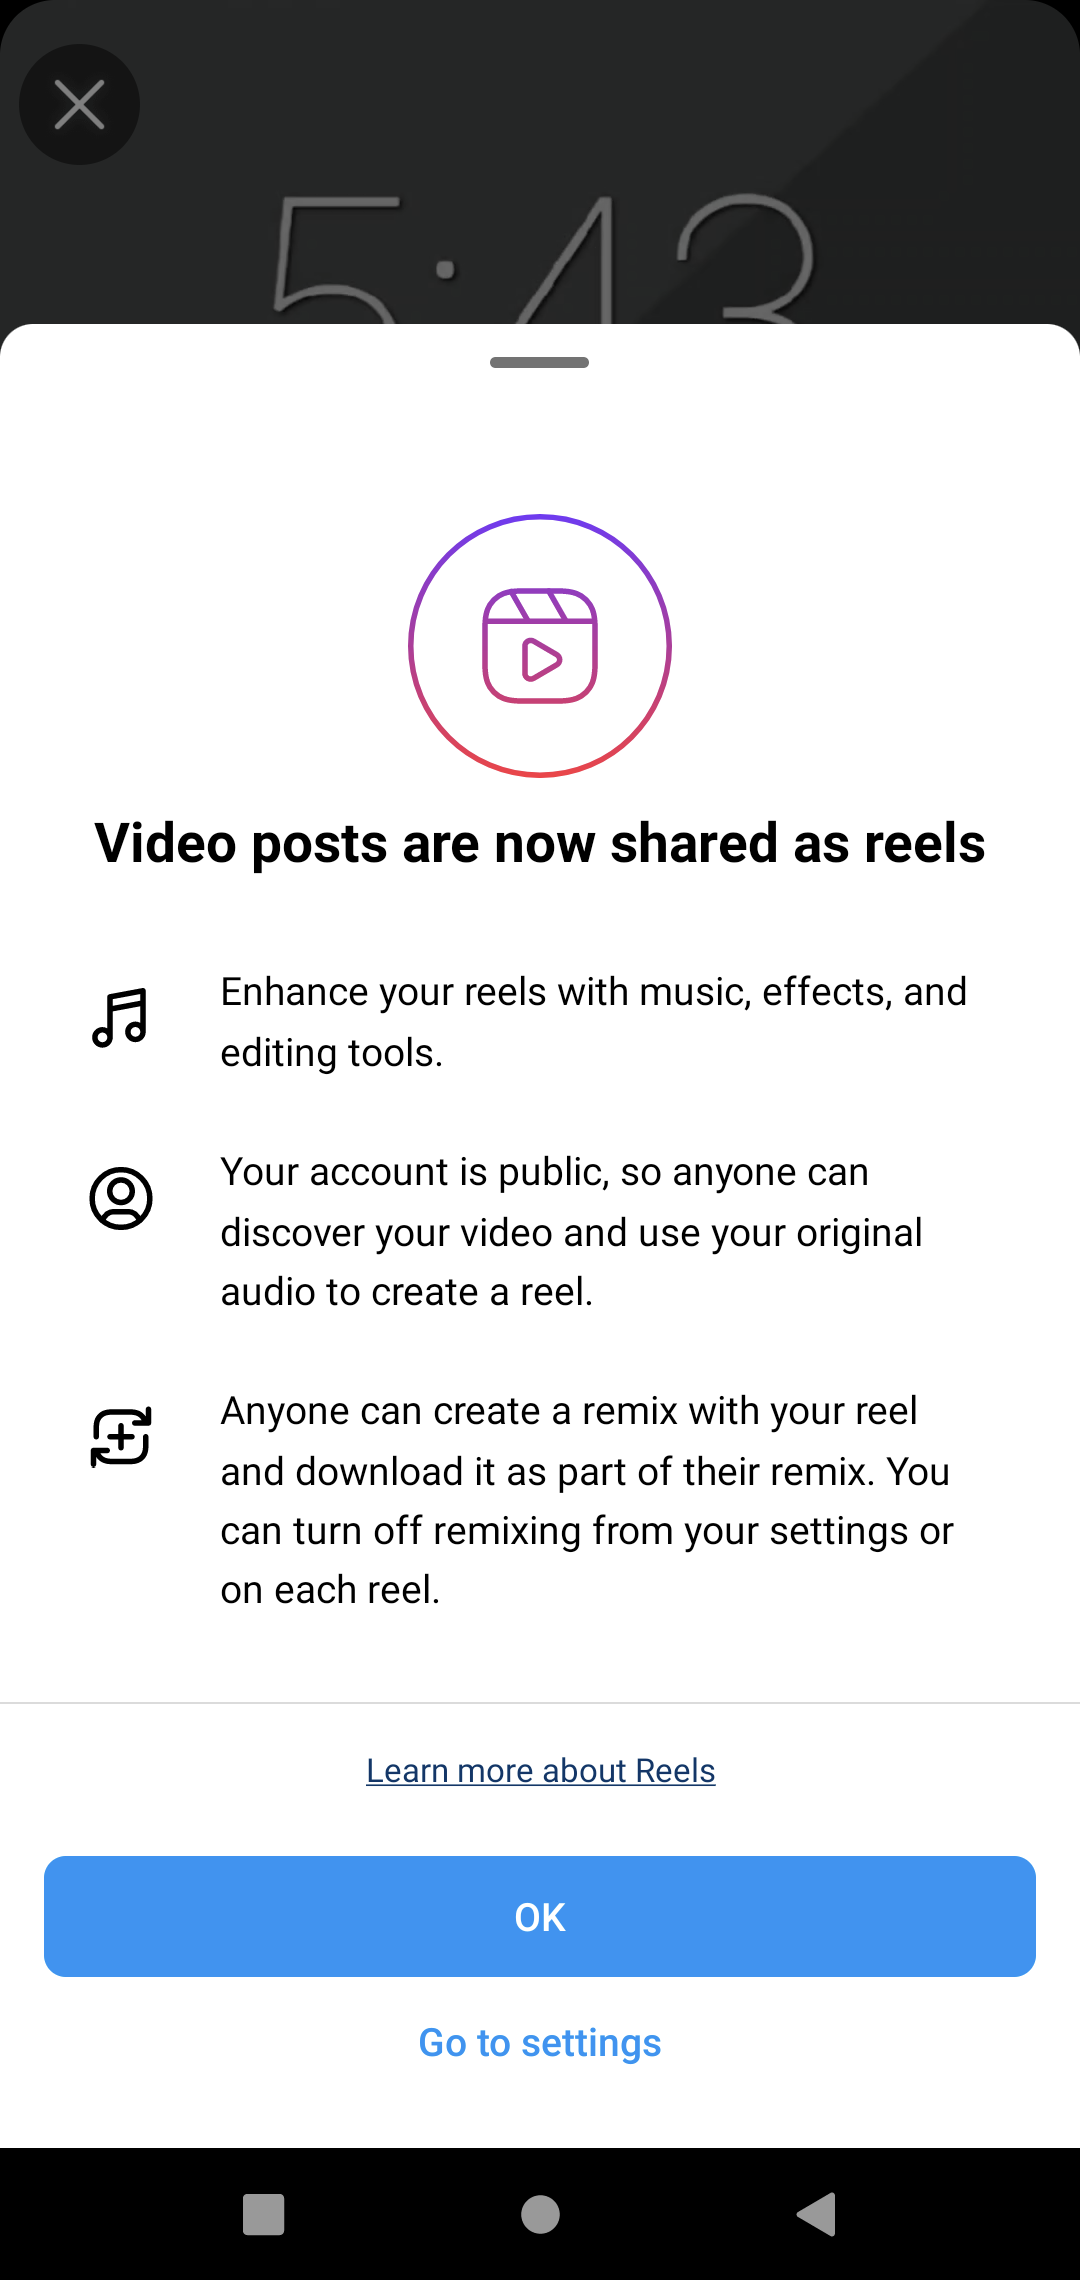 5:43
Video posts are now shared as reels
Enhance your reels with music, effects, and
editing tools.
Your account is public, so anyone can
discover your video and use your original
audio to create a reel.
Anyone can create a remix with your reel
and download it as part of their remix. You
can turn off remixing from your settings or
on each reel.
Learn more about Reels
OK
Go to settings